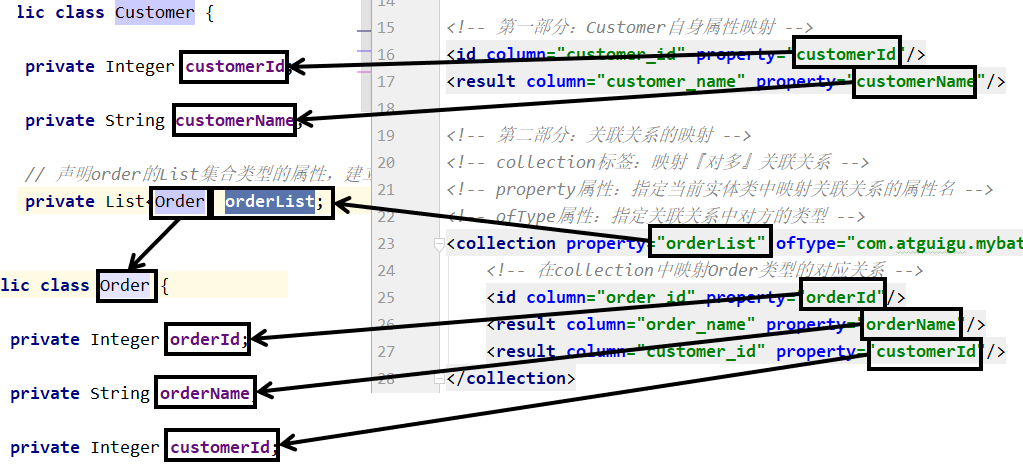 lic class Customer {
private Integer customerId;
private String customerName;
// 声明order的List集合类型的属性，建立
private List<Order orderList;
lic class Order {
private Integer orderId;
private String orderName
private Integer customerId;
14
15 <!-- 第一部分：Customer自身属性映射 -->
16 <id column="customer_id" property="customerId"/>
17 <result column="customer_name" property="customerName"/>
18
19 <!-- 第二部分：关联关系的映射 -->
20 <!-- collection标签：映射『对多』关联关系 -->
21 <!-- property属性：指定当前实体类中映射关联关系的属性名 -->
22 <!-- ofType属性：指定关联关系中对方的类型 -->
23 <collection property="orderList" ofType="com.atguigu.mybat
24 <!-- 在collection中映射Order类型的对应关系 -->
25 <id column="order_id" property="orderId"/>
26 <result column="order_name" property="orderName"/>
27 <result column="customer_id" property="customerId"/>
28 </collection>